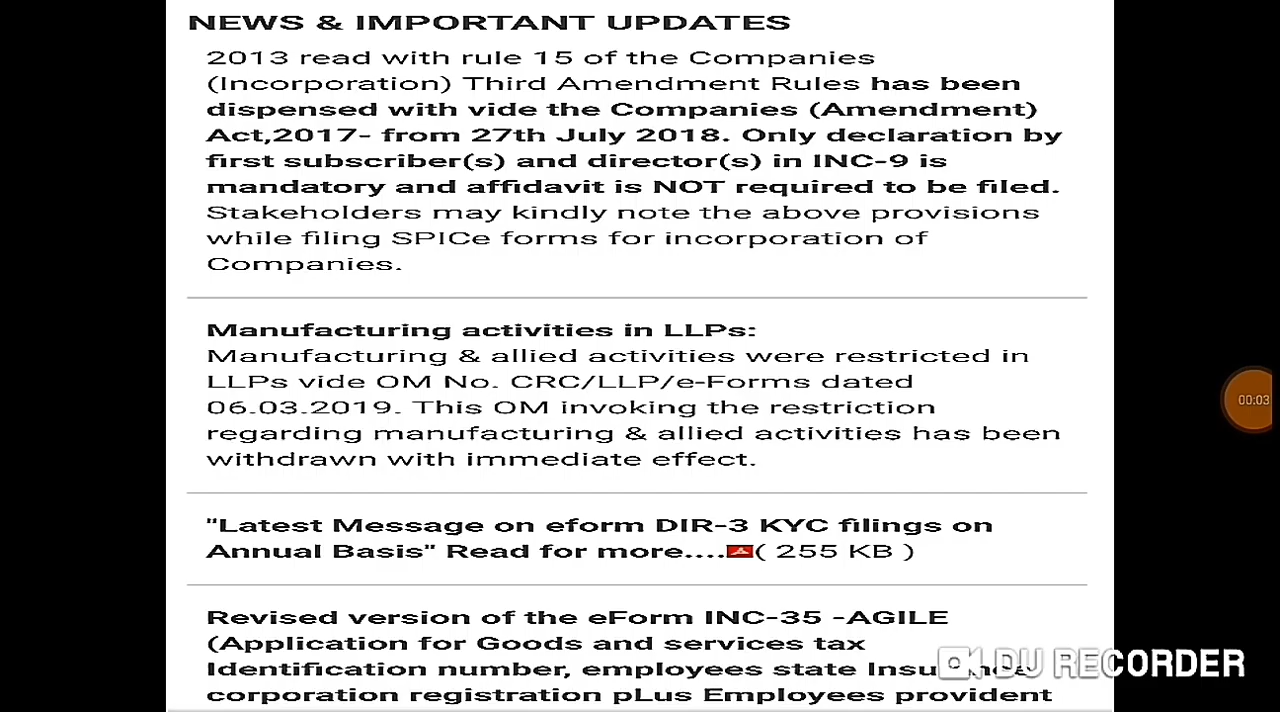 NEWS & IMPORTANT UPDATES
2013 read with rule 15 of the Companies
(Incorporation) Third Amendment Rules has been
dispensed with vide the Companies (Amendment)
Act,2017- from 27th July 2018. Only declaration by
first subscriber(s) and director(s) in INC-9 is
mandatory and affidavit is NOT required to be filed.
Stakeholders may kindly note the above provisions
while filing SPICe forms for incorporation of
Companies.
Manufacturing activities in LLPs:
Manufacturing & allied activities were restricted in
LLPs vide OM No. CRC/LLP/e-Forms dated
06.03.2019. This OM invoking the restriction
regarding manufacturing & allied activities has been
withdrawn with immediate effect.
00:03
"Latest Message on eform DIR-3 KYC filings on
Annual Basis" Read for more....( 255 KB )
Revised version of the eForm INC-35 -AGILE
(Application for Goods and services tax
Identification number, employees state
corporation registration pLus Employees provident
DU RECORDER